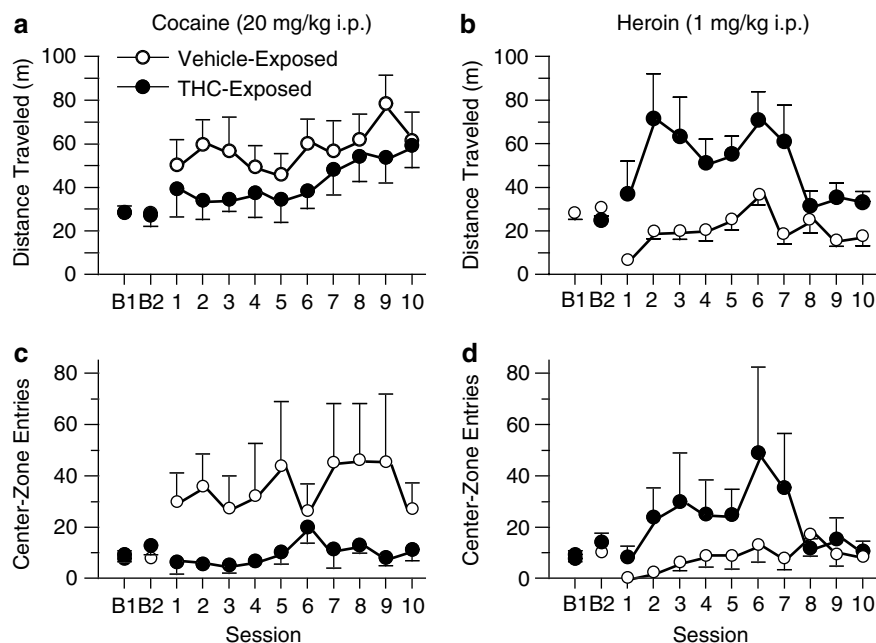 a Cocaine (20 mg/kg i.p.)
Distance Traveled (m)
100
80
60
40
20
0
Vehicle-Exposed
THC-Exposed
B1 B2 1 2 3 4 5 6 7 8 9 10
b Heroin (1 mg/kg i.p.)
Distance Traveled (m)
100
80
60
40
20
0
B1 B2 1 2 3 4 5 6 7 8 9 10
c
Center-Zone Entries
80
60
40
20
0
B1 B2 1 2 3 4 5 6 7 8 9 10
Session
d
Center-Zone Entries
80
60
40
20
0
B1 B2 1 2 3 4 5 6 7 8 9 10
Session